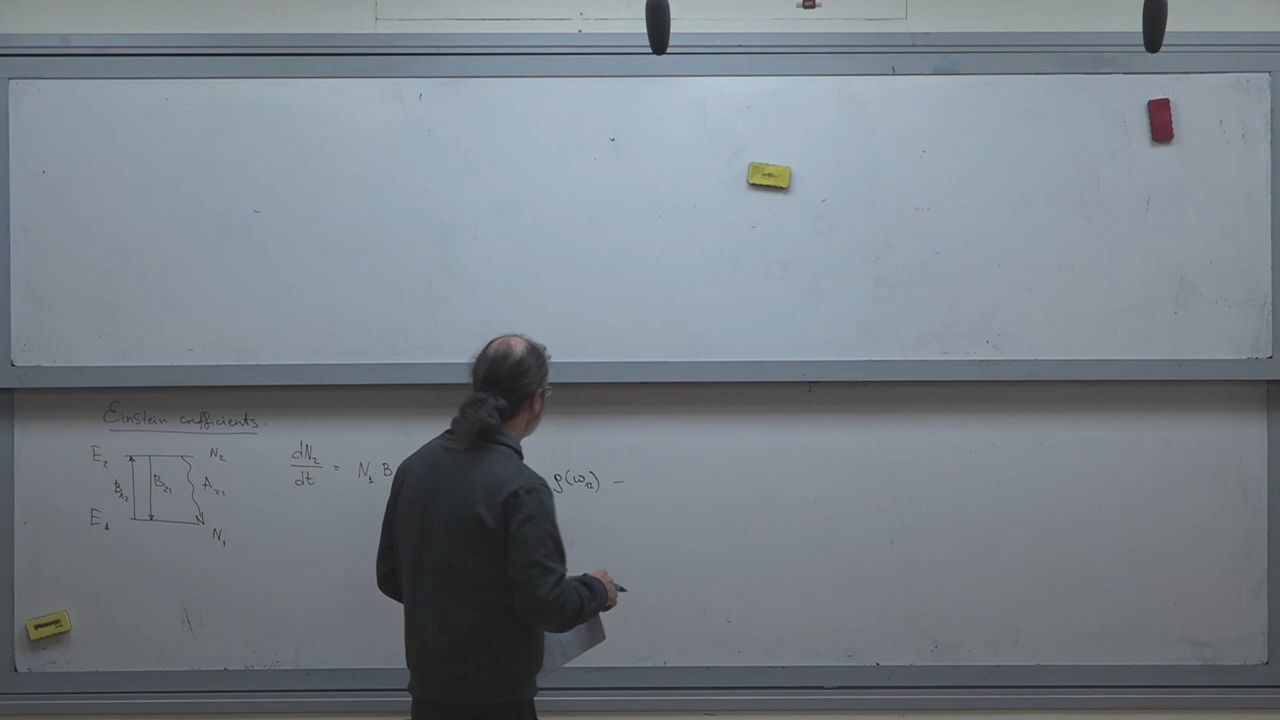 Einstein coefficients.
E₂ N₂
B₁₂ B₂₁ A₂₁
E₁ N₁
dN₂/dt = N₁ B ρ(ω₁₂) −